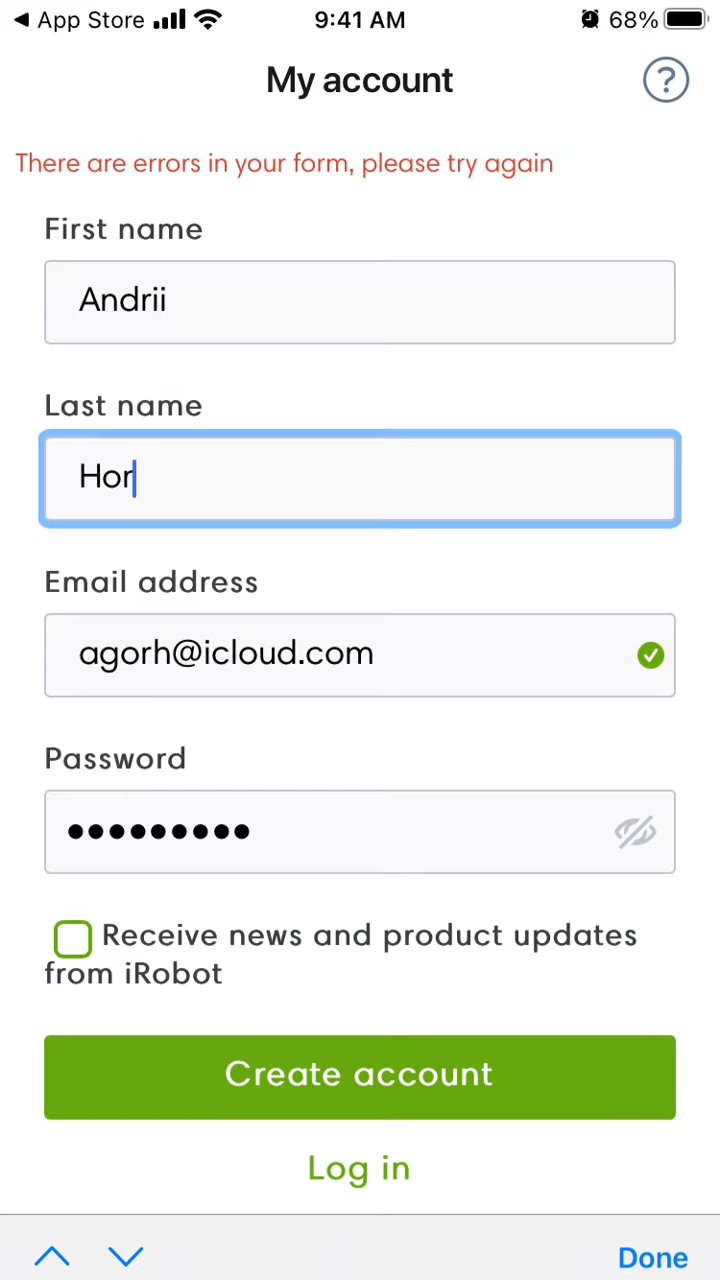 App Store 9:41 AM 68%
My account ?
There are errors in your form, please try again
First name
Andrii
Last name
Hor
Email address
agorh@icloud.com
Password
•••••••••
Receive news and product updates
from iRobot
Create account
Log in
Done